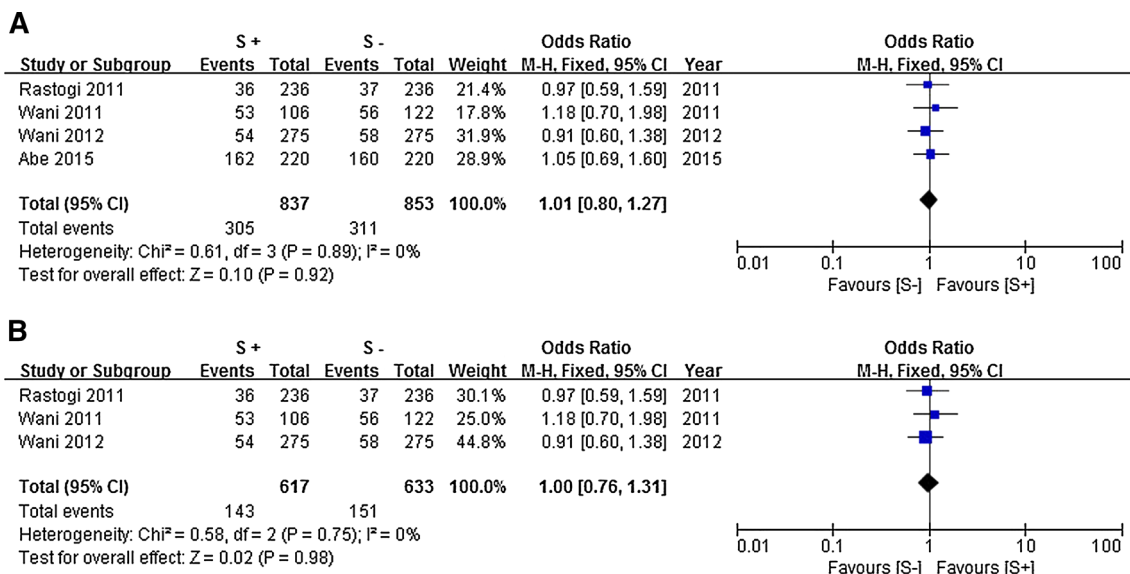 A
S + S - Odds Ratio Odds Ratio
Study or Subgroup Events Total Events Total Weight M-H, Fixed, 95% CI Year M-H, Fixed, 95% CI
Rastogi 2011 36 236 37 236 21.4% 0.97 [0.59, 1.59] 2011
Wani 2011 53 106 56 122 17.8% 1.18 [0.70, 1.98] 2011
Wani 2012 54 275 58 275 31.9% 0.91 [0.60, 1.38] 2012
Abe 2015 162 220 160 220 28.9% 1.05 [0.69, 1.60] 2015
Total (95% CI) 837 853 100.0% 1.01 [0.80, 1.27]
Total events 305 311
Heterogeneity: Chi² = 0.61, df = 3 (P = 0.89); I² = 0%
Test for overall effect: Z = 0.10 (P = 0.92)
0.01 0.1 1 10 100
Favours [S-] Favours [S+]
B
S + S - Odds Ratio Odds Ratio
Study or Subgroup Events Total Events Total Weight M-H, Fixed, 95% CI Year M-H, Fixed, 95% CI
Rastogi 2011 36 236 37 236 30.1% 0.97 [0.59, 1.59] 2011
Wani 2011 53 106 56 122 25.0% 1.18 [0.70, 1.98] 2011
Wani 2012 54 275 58 275 44.8% 0.91 [0.60, 1.38] 2012
Total (95% CI) 617 633 100.0% 1.00 [0.76, 1.31]
Total events 143 151
Heterogeneity: Chi² = 0.58, df = 2 (P = 0.75); I² = 0%
Test for overall effect: Z = 0.02 (P = 0.98)
0.01 0.1 1 10 100
Favours [S-] Favours [S+]